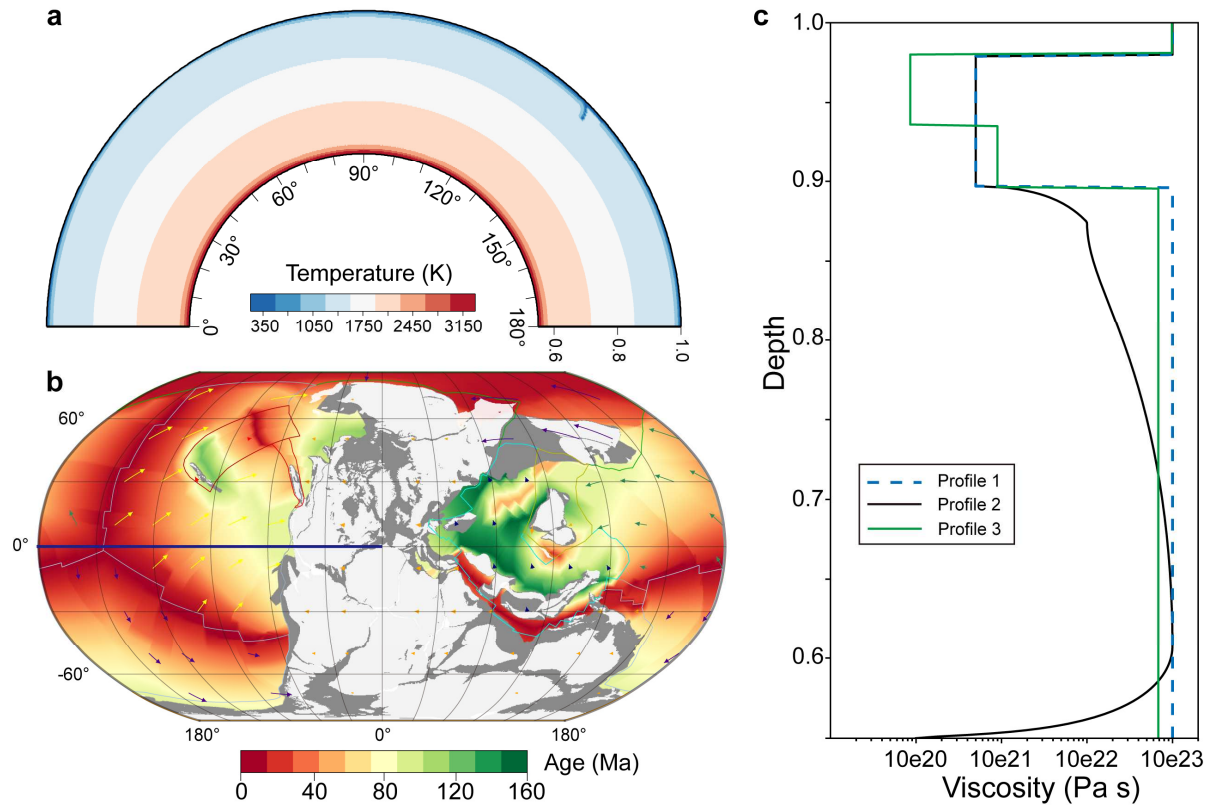 a
90°
60°
120°
30°
150°
0°
180°
Temperature (K)
350 1050 1750 2450 3150
0.6 0.8 1.0
b
60°
0°
-60°
180° 0° 180°
0 40 80 120 160
Age (Ma)
c
1.0
0.9
0.8
0.7
0.6
Depth
Profile 1
Profile 2
Profile 3
10e20 10e21 10e22 10e23
Viscosity (Pa s)